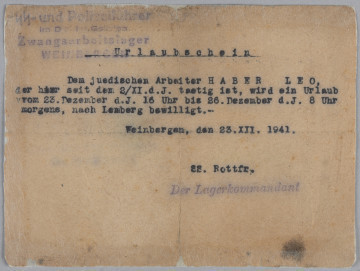 und Polizeiführer
Zwangsarbeitslager
Urlaubschein
Dem juedischen Arbeiter HABER LEO,
der hier seit dem 2/XI.d.J. taetig ist, wird ein Urlaub
vom 23.Dezember d.J. 16 Uhr bis 26.Dezember d.J. 8 Uhr
morgens, nach Lemberg bewilligt.-
Weinbergen, den 23.XII. 1941.
Rottfr.
Der Lagerkommandant